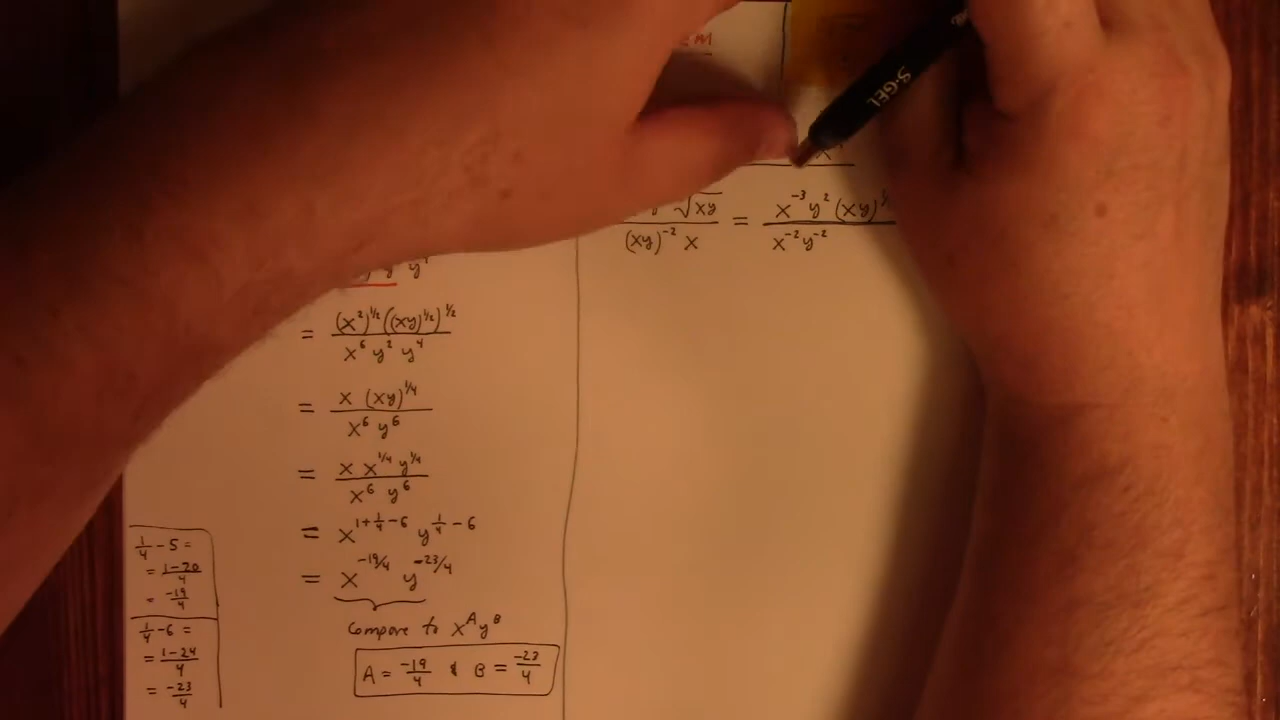 S·GEL
√xy / (xy)⁻² x = x⁻³ y² (xy) / x⁻² y⁻²
= (x²)^1/2 ((xy)^1/2)^1/2 / x⁶ y² y⁴
= x (xy)^1/4 / x⁶ y⁶
= x x^1/4 y^1/4 / x⁶ y⁶
= x^(1+1/4-6) y^(1/4-6)
= x^(-19/4) y^(-23/4)
Compare to x^A y^B
A = -19/4 & B = -23/4
1/4 - 5 =
= 1-20/4
= -19/4
1/4 - 6 =
= 1-24/4
= -23/4